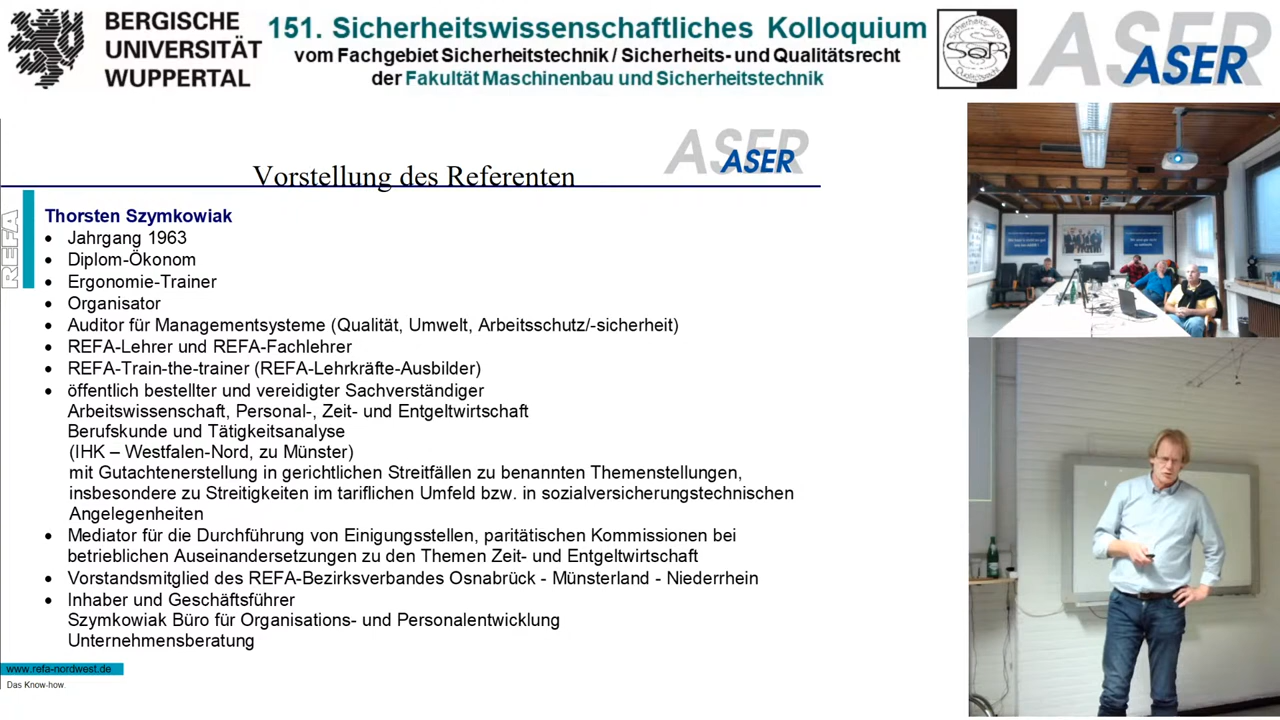 BERGISCHE
UNIVERSITÄT
WUPPERTAL
151. Sicherheitswissenschaftliches Kolloquium
vom Fachgebiet Sicherheitstechnik / Sicherheits- und Qualitätsrecht
der Fakultät Maschinenbau und Sicherheitstechnik
SQR
ASER
ASER
ASER
ASER
Vorstellung des Referenten
REFA
Thorsten Szymkowiak
• Jahrgang 1963
• Diplom-Ökonom
• Ergonomie-Trainer
• Organisator
• Auditor für Managementsysteme (Qualität, Umwelt, Arbeitsschutz/-sicherheit)
• REFA-Lehrer und REFA-Fachlehrer
• REFA-Train-the-trainer (REFA-Lehrkräfte-Ausbilder)
• öffentlich bestellter und vereidigter Sachverständiger
Arbeitswissenschaft, Personal-, Zeit- und Entgeltwirtschaft
Berufskunde und Tätigkeitsanalyse
(IHK – Westfalen-Nord, zu Münster)
mit Gutachtenerstellung in gerichtlichen Streitfällen zu benannten Themenstellungen,
insbesondere zu Streitigkeiten im tariflichen Umfeld bzw. in sozialversicherungstechnischen
Angelegenheiten
• Mediator für die Durchführung von Einigungsstellen, paritätischen Kommissionen bei
betrieblichen Auseinandersetzungen zu den Themen Zeit- und Entgeltwirtschaft
• Vorstandsmitglied des REFA-Bezirksverbandes Osnabrück - Münsterland - Niederrhein
• Inhaber und Geschäftsführer
Szymkowiak Büro für Organisations- und Personalentwicklung
Unternehmensberatung
www.refa-nordwest.de
Das Know-how.